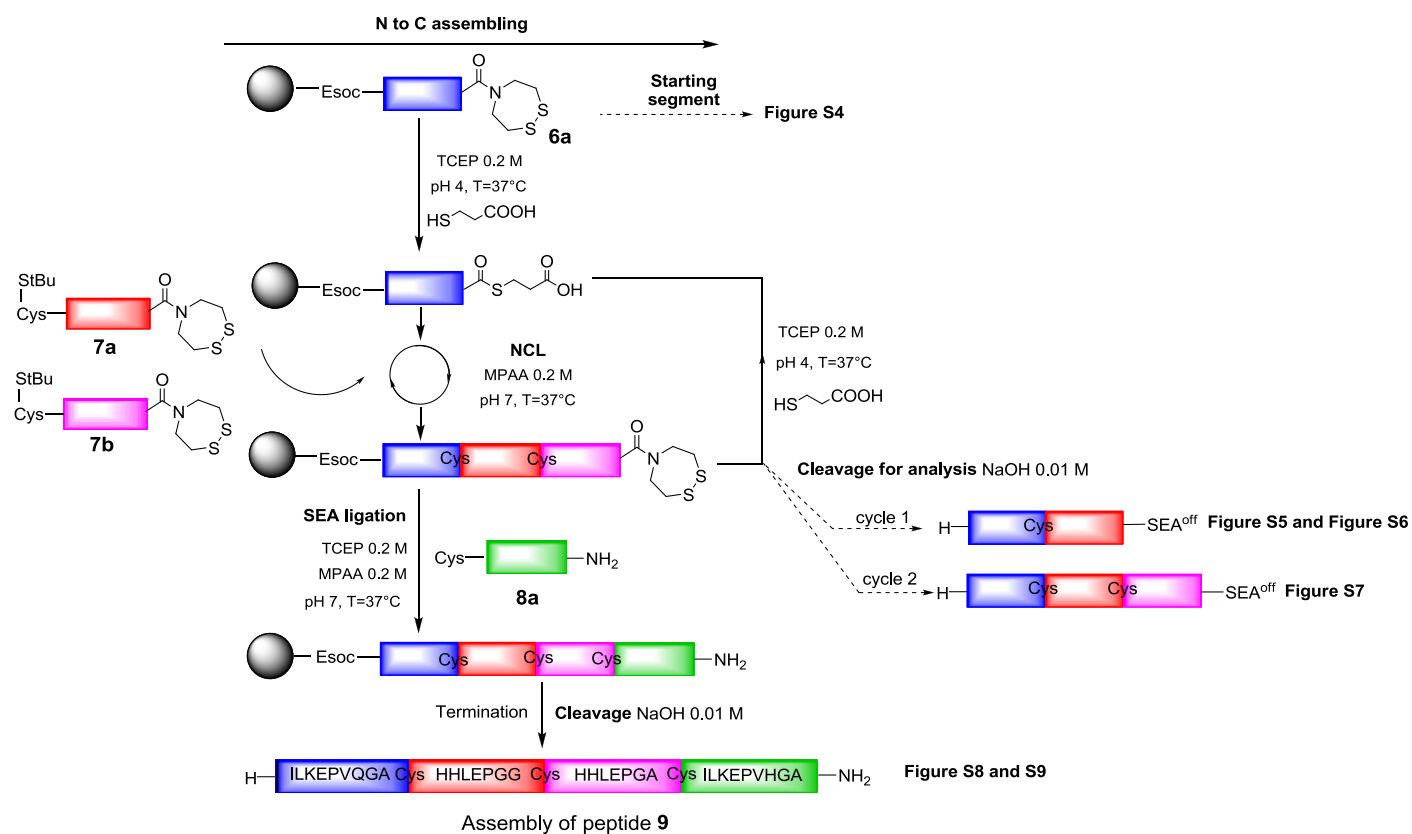 N to C assembling
O
Esoc
N
S
S
6a
Starting
segment
Figure S4
TCEP 0.2 M
pH 4, T=37°C
HS COOH
StBu
Cys
O
N
S
S
7a
Esoc
O
S
O
OH
StBu
Cys
O
N
S
S
7b
NCL
MPAA 0.2 M
pH 7, T=37°C
TCEP 0.2 M
pH 4, T=37°C
HS COOH
Esoc
Cys Cys
O
N
S
S
Cleavage for analysis NaOH 0.01 M
cycle 1
H Cys SEAoff Figure S5 and Figure S6
cycle 2
H Cys Cys SEAoff Figure S7
SEA ligation
TCEP 0.2 M
MPAA 0.2 M
pH 7, T=37°C
Cys NH2
8a
Esoc Cys Cys Cys NH2
Termination
Cleavage NaOH 0.01 M
H ILKEPVQGA Cys HHLEPGG Cys HHLEPGA Cys ILKEPVHGA NH2
Figure S8 and S9
Assembly of peptide 9